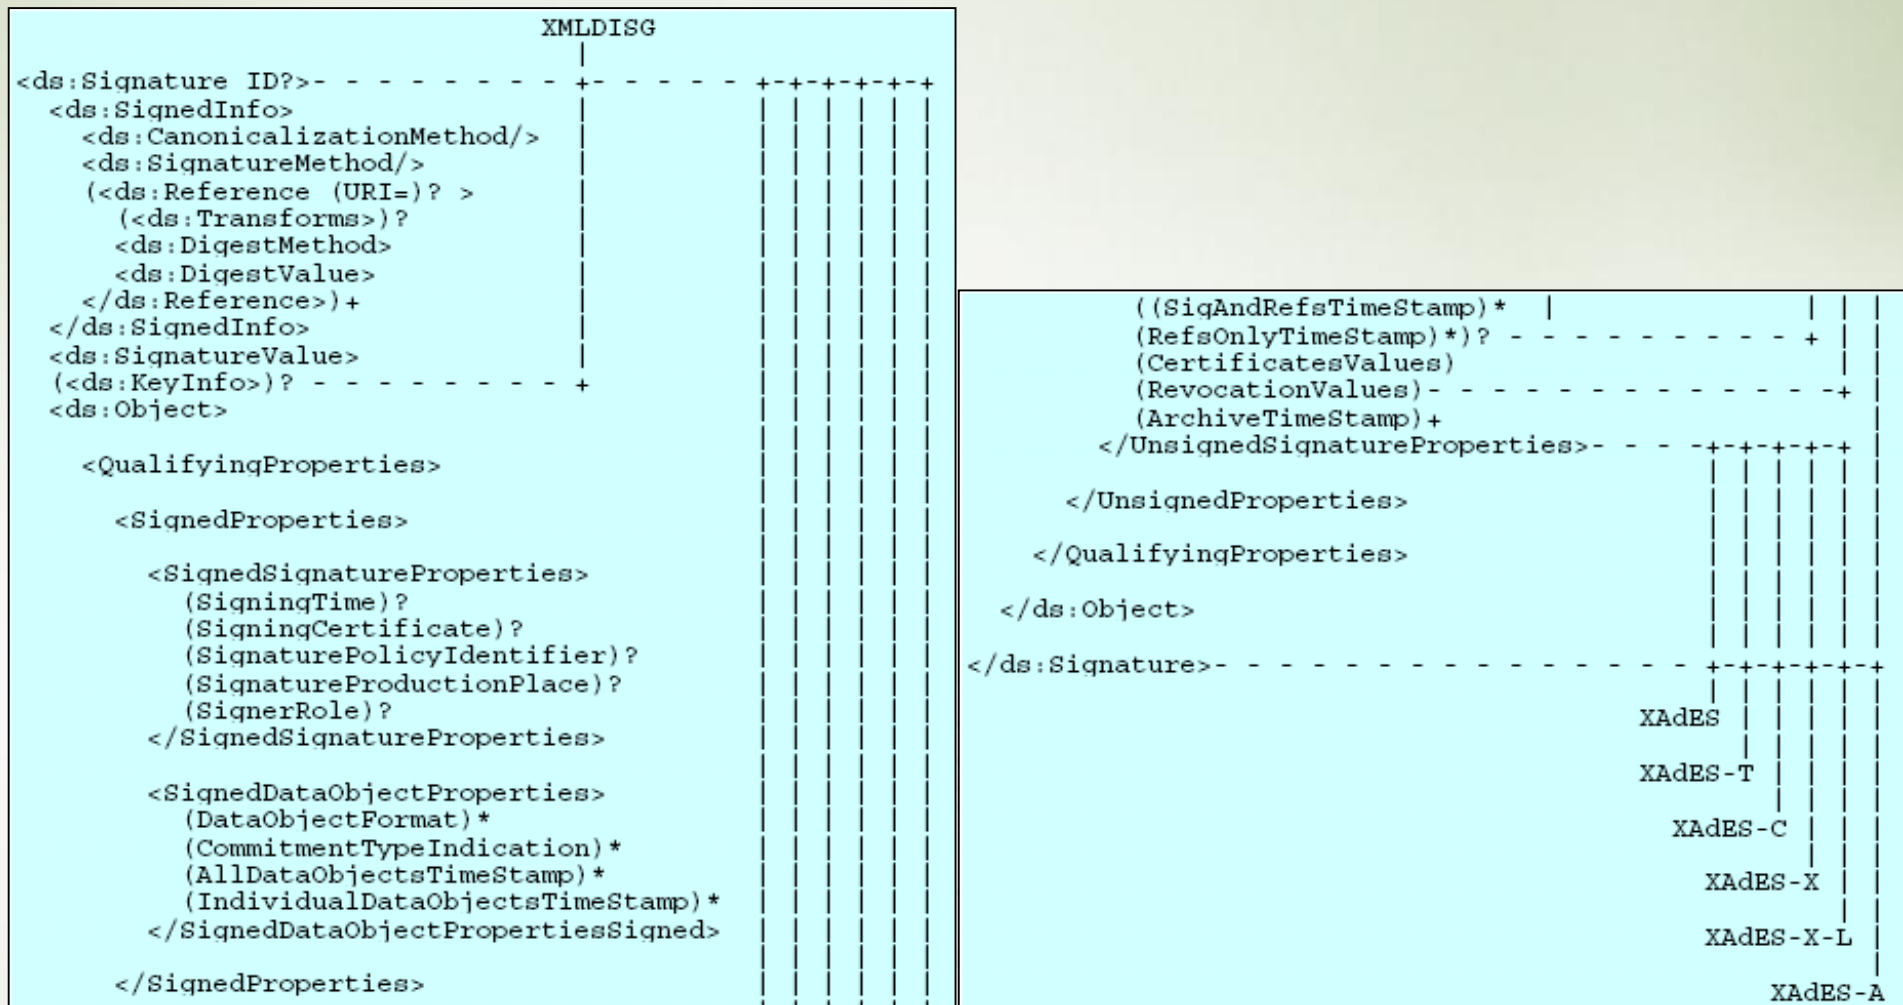 XMLDISG
|
<ds:Signature ID?>- - - - - - - - +- - - - - +-+-+-+-+-+
<ds:SignedInfo>
<ds:CanonicalizationMethod/>
<ds:SignatureMethod/>
(<ds:Reference (URI=)? >
(<ds:Transforms>)?
<ds:DigestMethod>
<ds:DigestValue>
</ds:Reference>)+
</ds:SignedInfo>
<ds:SignatureValue>
(<ds:KeyInfo>)? - - - - - - - - +
<ds:Object>
<QualifyingProperties>
<SignedProperties>
<SignedSignatureProperties>
(SigningTime)?
(SigningCertificate)?
(SignaturePolicyIdentifier)?
(SignatureProductionPlace)?
(SignerRole)?
</SignedSignatureProperties>
<SignedDataObjectProperties>
(DataObjectFormat)*
(CommitmentTypeIndication)*
(AllDataObjectsTimeStamp)*
(IndividualDataObjectsTimeStamp)*
</SignedDataObjectPropertiesSigned>
</SignedProperties>
((SigAndRefsTimeStamp)* |
(RefsOnlyTimeStamp)*)? - - - - - - - - - - +
(CertificatesValues)
(RevocationValues)- - - - - - - - - - - - -+
(ArchiveTimeStamp)+
</UnsignedSignatureProperties>- - - -+-+-+-+-+
</UnsignedProperties>
</QualifyingProperties>
</ds:Object>
</ds:Signature>- - - - - - - - - - - - - - - +-+-+-+-+-+
XAdES
XAdES-T
XAdES-C
XAdES-X
XAdES-X-L
XAdES-A